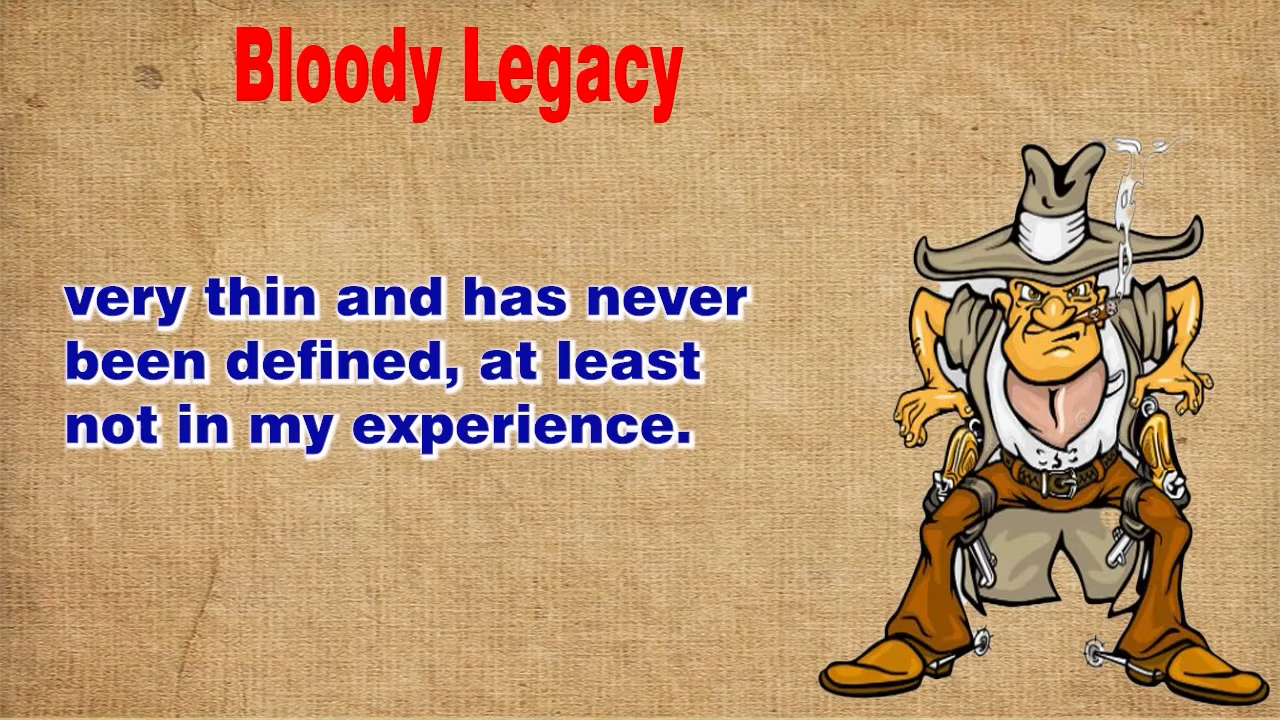 Bloody Legacy
very thin and has never
been defined, at least
not in my experience.